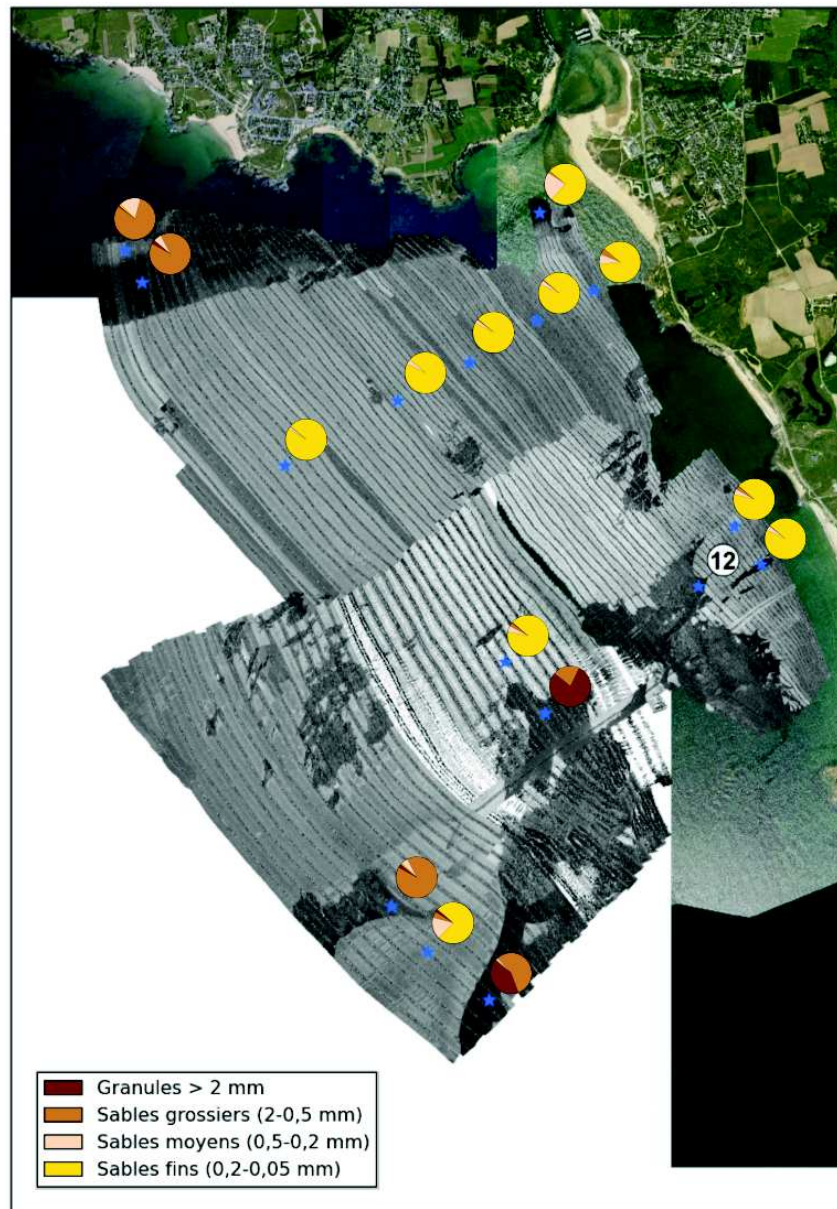 12
Granules > 2 mm
Sables grossiers (2-0,5 mm)
Sables moyens (0,5-0,2 mm)
Sables fins (0,2-0,05 mm)